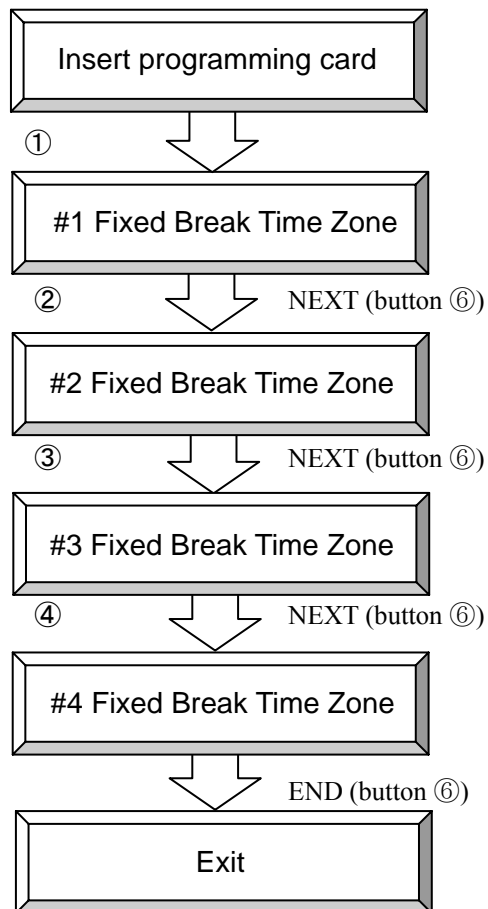 Insert programming card
①
#1 Fixed Break Time Zone
② NEXT (button ⑥)
#2 Fixed Break Time Zone
③ NEXT (button ⑥)
#3 Fixed Break Time Zone
④ NEXT (button ⑥)
#4 Fixed Break Time Zone
END (button ⑥)
Exit